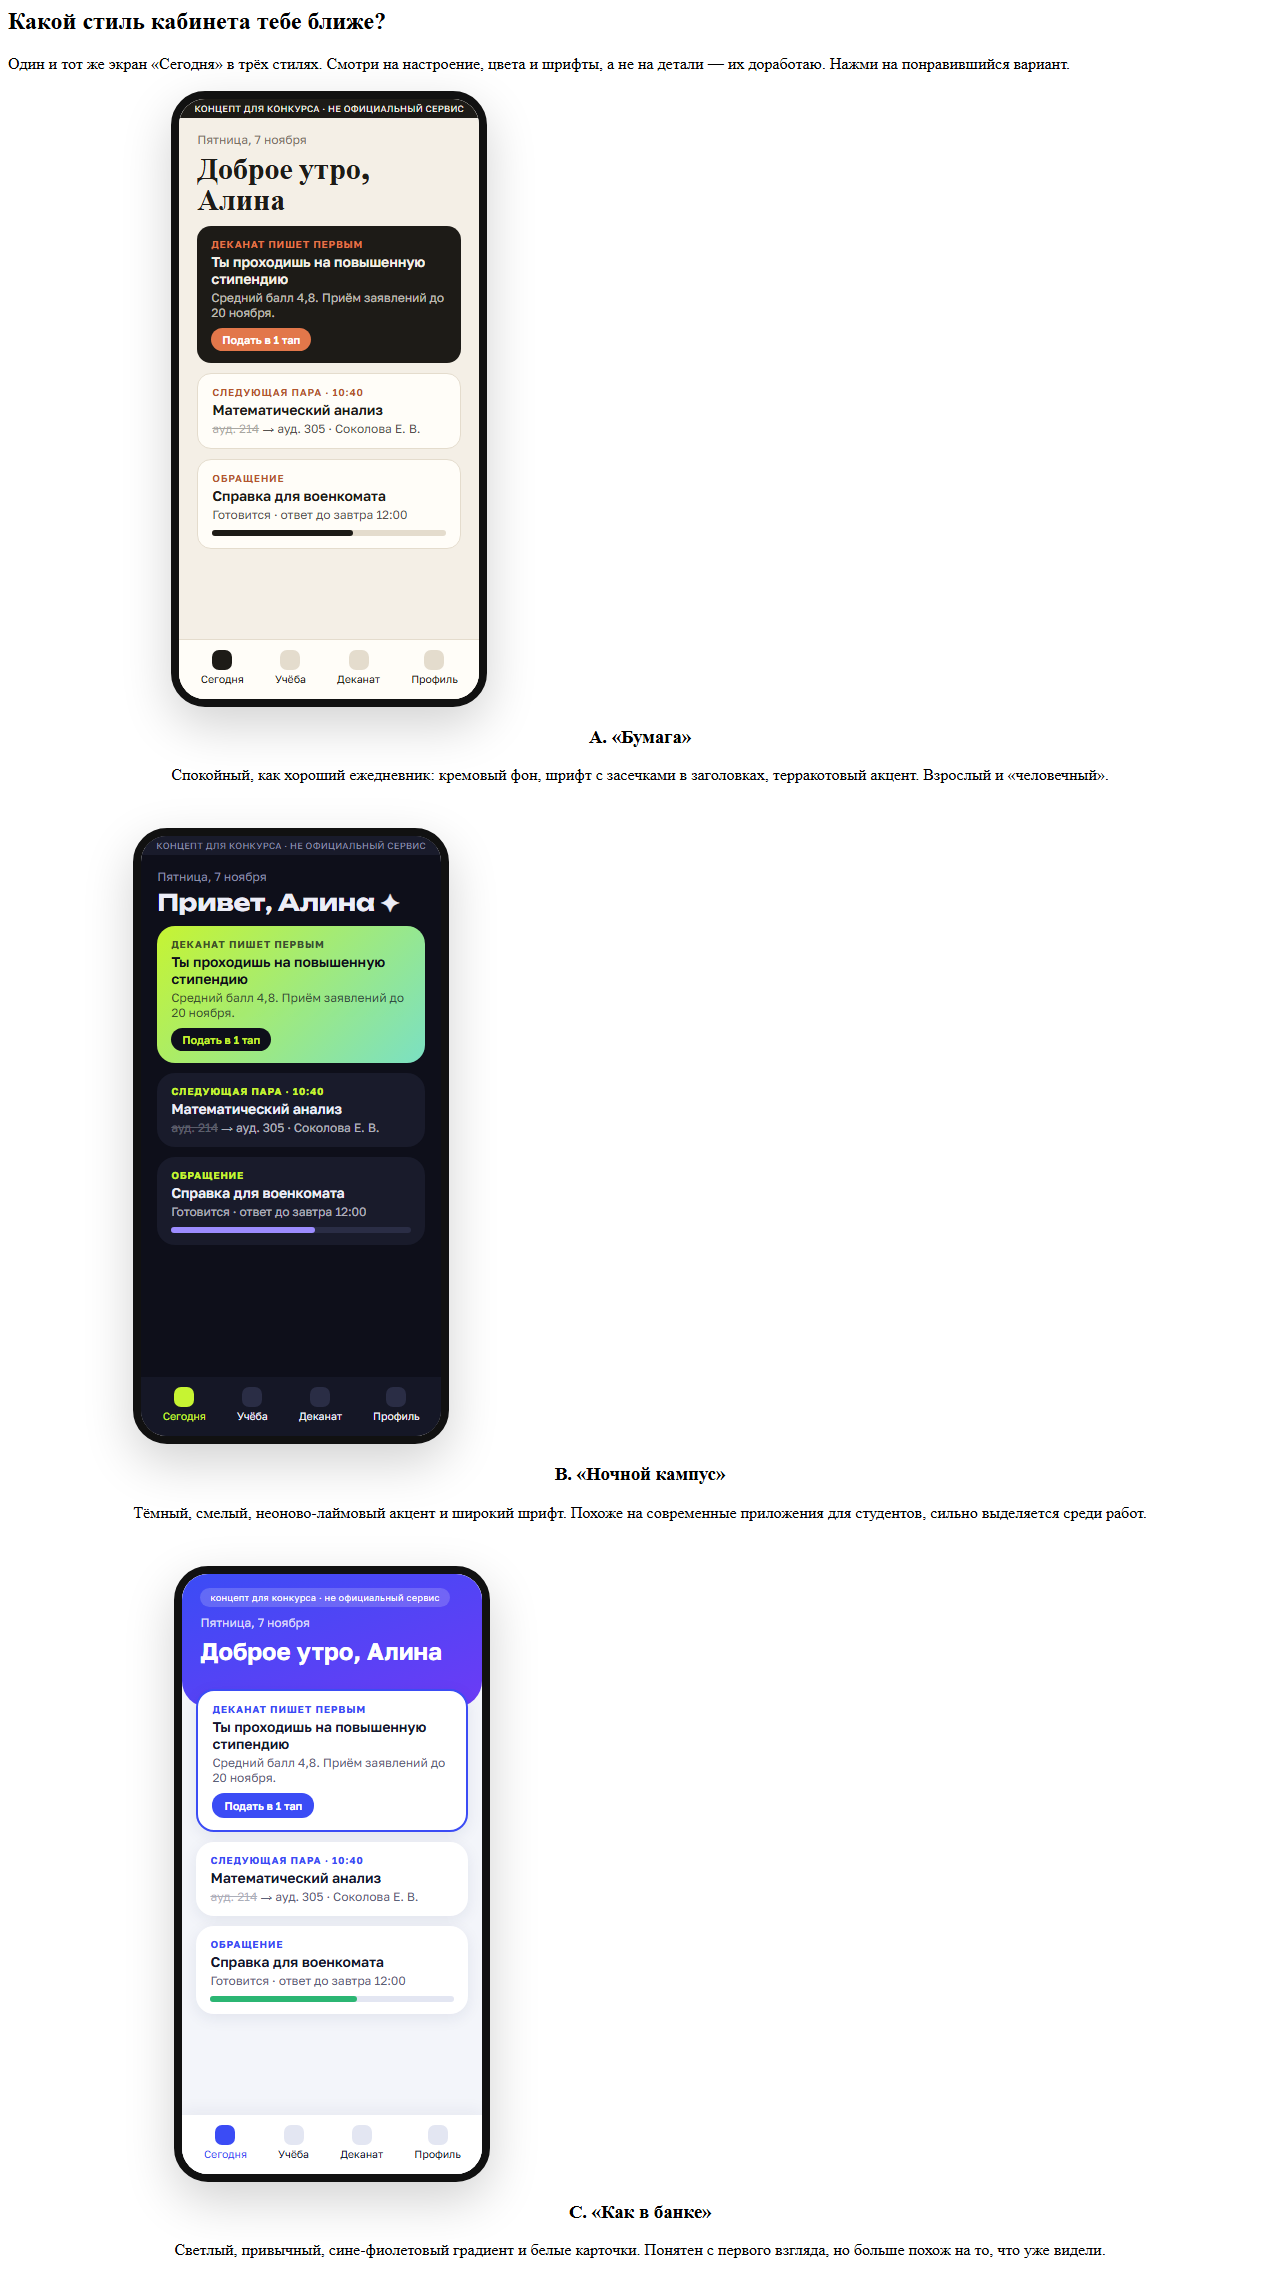 Какой стиль кабинета тебе ближе?
Один и тот же экран «Сегодня» в трёх стилях. Смотри на настроение, цвета и шрифты, а не на детали — их доработаю. Нажми на понравившийся вариант.
КОНЦЕПТ ДЛЯ КОНКУРСА · НЕ ОФИЦИАЛЬНЫЙ СЕРВИС
Пятница, 7 ноября
Доброе утро,
Алина
ДЕКАНАТ ПИШЕТ ПЕРВЫМ
Ты проходишь на повышенную
стипендию
Средний балл 4,8. Приём заявлений до
20 ноября.
Подать в 1 тап
СЛЕДУЮЩАЯ ПАРА · 10:40
Математический анализ
ауд. 214 → ауд. 305 · Соколова Е. В.
ОБРАЩЕНИЕ
Справка для военкомата
Готовится · ответ до завтра 12:00
Сегодня Учёба Деканат Профиль
A. «Бумага»
Спокойный, как хороший ежедневник: кремовый фон, шрифт с засечками в заголовках, терракотовый акцент. Взрослый и «человечный».
КОНЦЕПТ ДЛЯ КОНКУРСА · НЕ ОФИЦИАЛЬНЫЙ СЕРВИС
Пятница, 7 ноября
Привет, Алина ✦
ДЕКАНАТ ПИШЕТ ПЕРВЫМ
Ты проходишь на повышенную
стипендию
Средний балл 4,8. Приём заявлений до
20 ноября.
Подать в 1 тап
СЛЕДУЮЩАЯ ПАРА · 10:40
Математический анализ
ауд. 214 → ауд. 305 · Соколова Е. В.
ОБРАЩЕНИЕ
Справка для военкомата
Готовится · ответ до завтра 12:00
Сегодня Учёба Деканат Профиль
B. «Ночной кампус»
Тёмный, смелый, неоново-лаймовый акцент и широкий шрифт. Похоже на современные приложения для студентов, сильно выделяется среди работ.
концепт для конкурса · не официальный сервис
Пятница, 7 ноября
Доброе утро, Алина
ДЕКАНАТ ПИШЕТ ПЕРВЫМ
Ты проходишь на повышенную
стипендию
Средний балл 4,8. Приём заявлений до
20 ноября.
Подать в 1 тап
СЛЕДУЮЩАЯ ПАРА · 10:40
Математический анализ
ауд. 214 → ауд. 305 · Соколова Е. В.
ОБРАЩЕНИЕ
Справка для военкомата
Готовится · ответ до завтра 12:00
Сегодня Учёба Деканат Профиль
C. «Как в банке»
Светлый, привычный, сине-фиолетовый градиент и белые карточки. Понятен с первого взгляда, но больше похож на то, что уже видели.